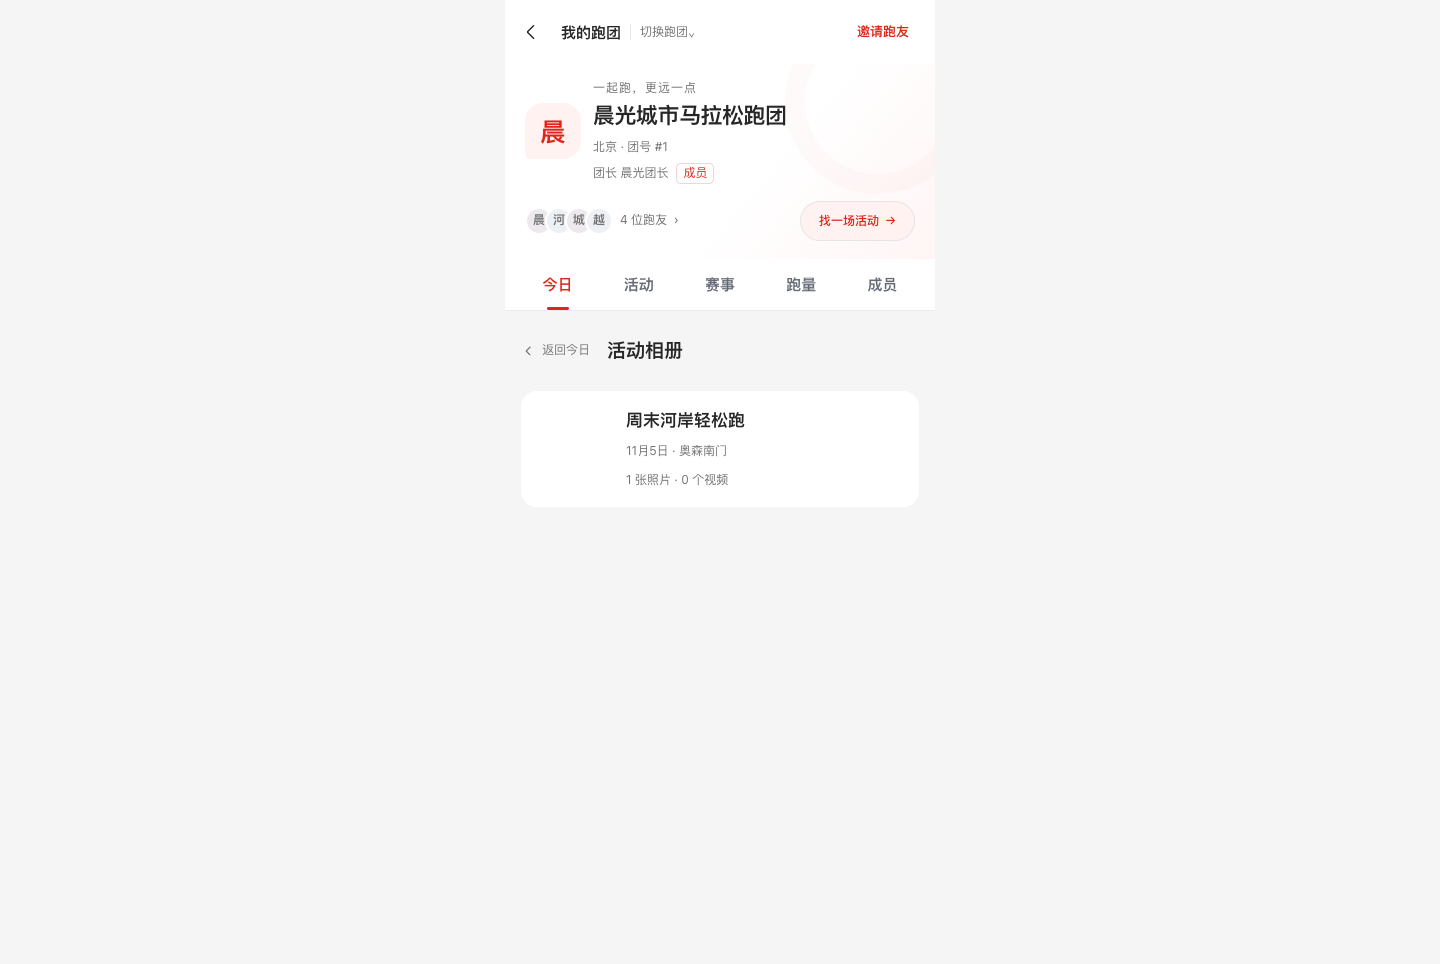 我的跑团 切换跑团
邀请跑友
一起跑，更远一点
晨
晨光城市马拉松跑团
北京 · 团号 #1
团长 晨光团长 成员
晨 河 城 越 4 位跑友 ›
找一场活动 →
今日 活动 赛事 跑量 成员
返回今日 活动相册
周末河岸轻松跑
11月5日 · 奥森南门
1 张照片 · 0 个视频